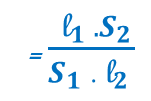 = ℓ₁ . S₂ / S₁ . ℓ₂